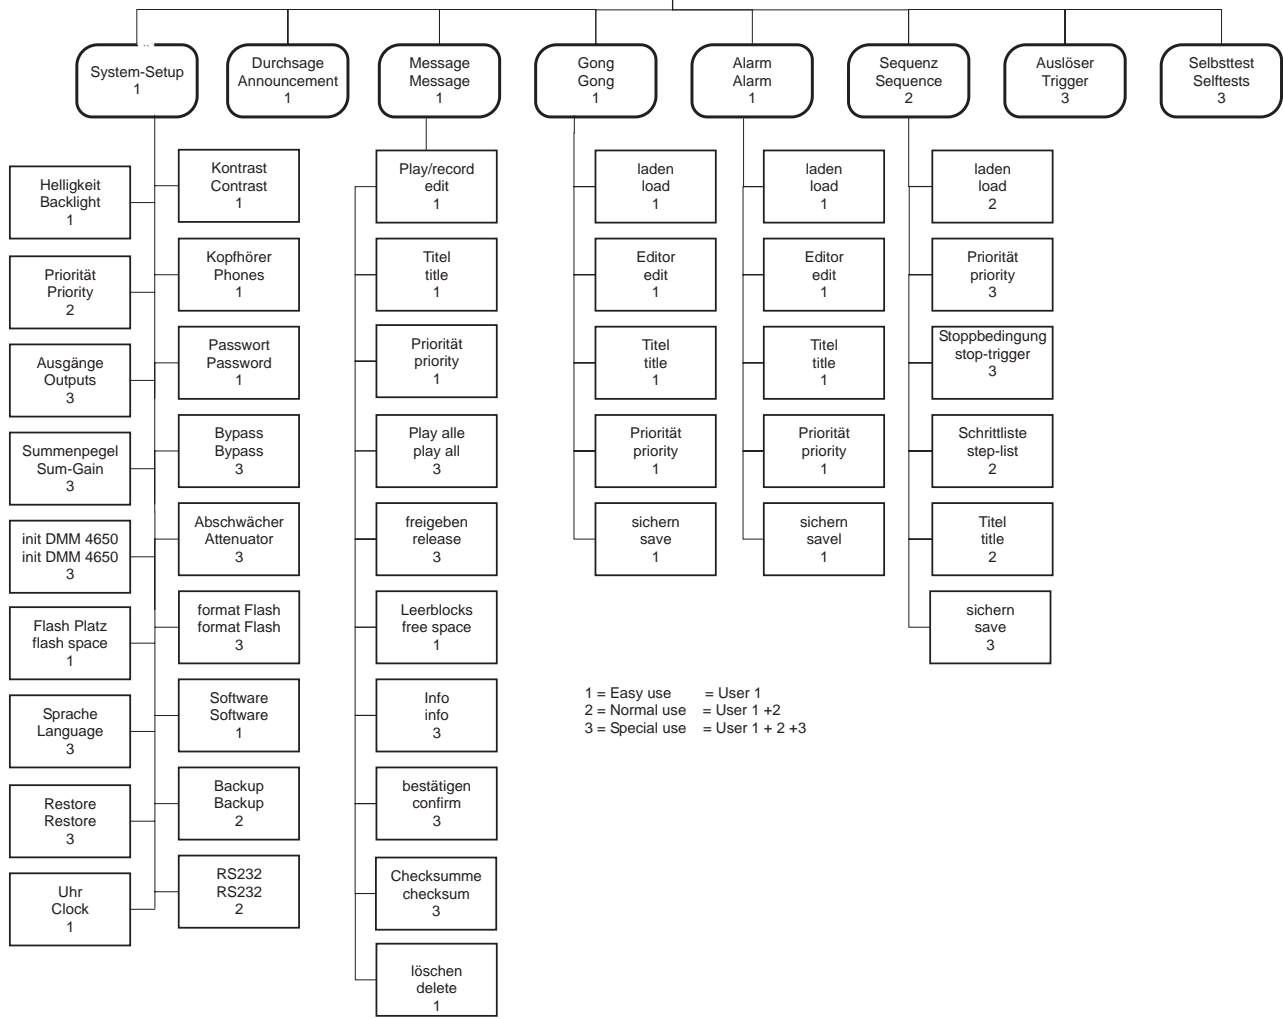 System-Setup
1
Durchsage
Announcement
1
Message
Message
1
Gong
Gong
1
Alarm
Alarm
1
Sequenz
Sequence
2
Auslöser
Trigger
3
Selbsttest
Selftests
3
Helligkeit
Backlight
1
Priorität
Priority
2
Ausgänge
Outputs
3
Summenpegel
Sum-Gain
3
init DMM 4650
init DMM 4650
3
Flash Platz
flash space
1
Sprache
Language
3
Restore
Restore
3
Uhr
Clock
1
Kontrast
Contrast
1
Kopfhörer
Phones
1
Passwort
Password
1
Bypass
Bypass
3
Abschwächer
Attenuator
3
format Flash
format Flash
3
Software
Software
1
Backup
Backup
2
RS232
RS232
2
Play/record
edit
1
Titel
title
1
Priorität
priority
1
Play alle
play all
3
freigeben
release
3
Leerblocks
free space
1
Info
info
3
bestätigen
confirm
3
Checksumme
checksum
3
löschen
delete
1
laden
load
1
Editor
edit
1
Titel
title
1
Priorität
priority
1
sichern
save
1
laden
load
1
Editor
edit
1
Titel
title
1
Priorität
priority
1
sichern
savel
1
laden
load
2
Priorität
priority
3
Stoppbedingung
stop-trigger
3
Schrittliste
step-list
2
Titel
title
2
sichern
save
3
1 = Easy use = User 1
2 = Normal use = User 1 +2
3 = Special use = User 1 + 2 +3